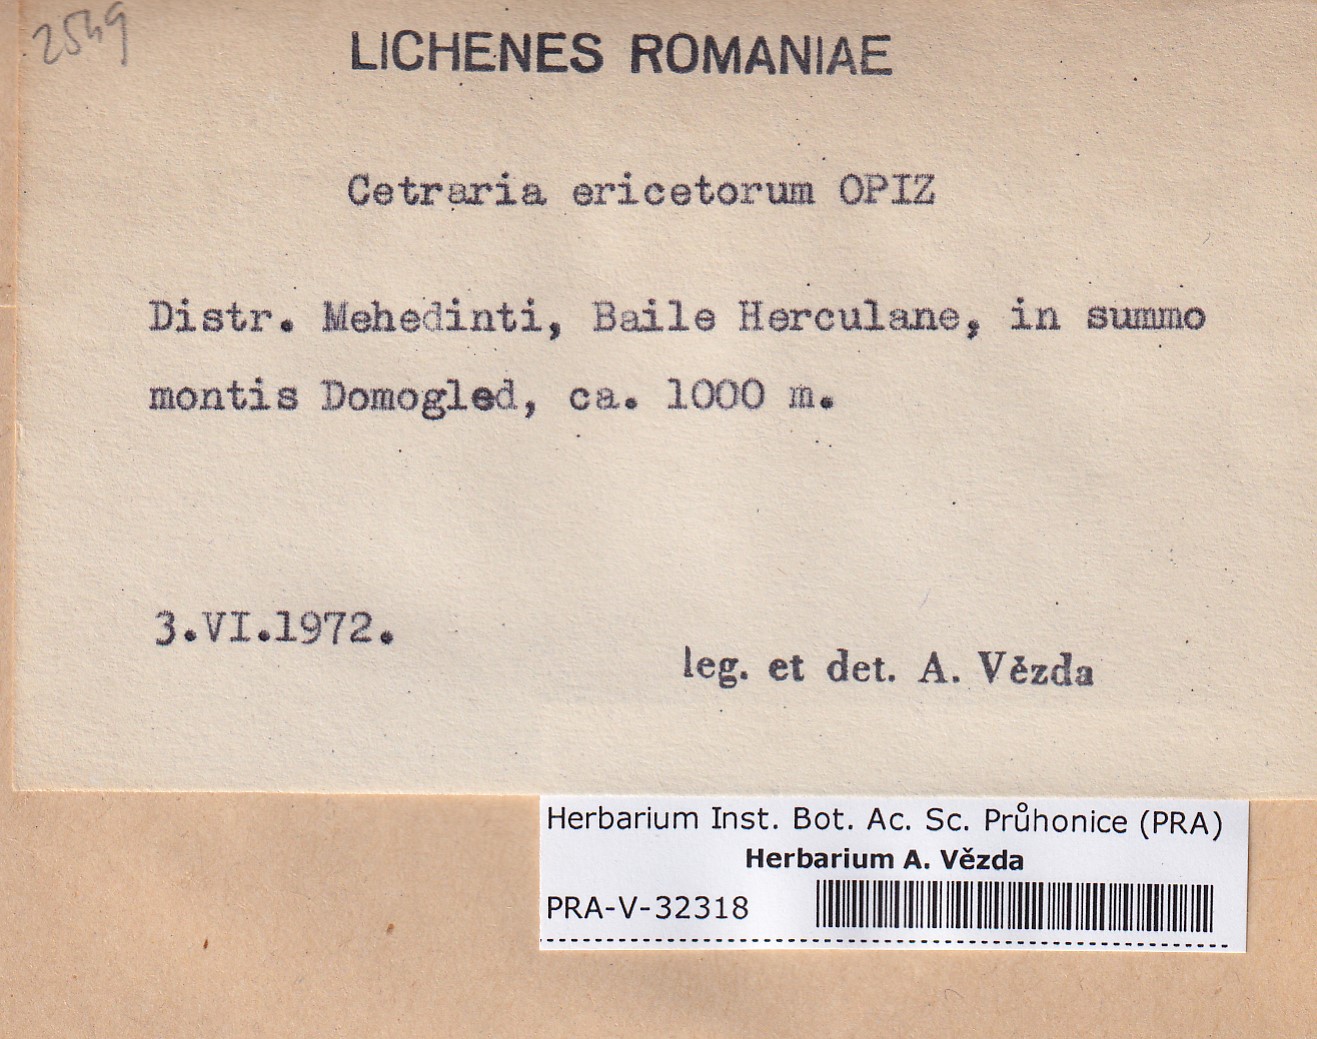 2549
LICHENES ROMANIAE
Cetraria ericetorum OPIZ
Distr. Mehedinti, Baile Herculane, in summo
montis Domogled, ca. 1000 m.
3.VI.1972.
leg. et det. A. Vězda
Herbarium Inst. Bot. Ac. Sc. Průhonice (PRA)
Herbarium A. Vězda
PRA-V-32318